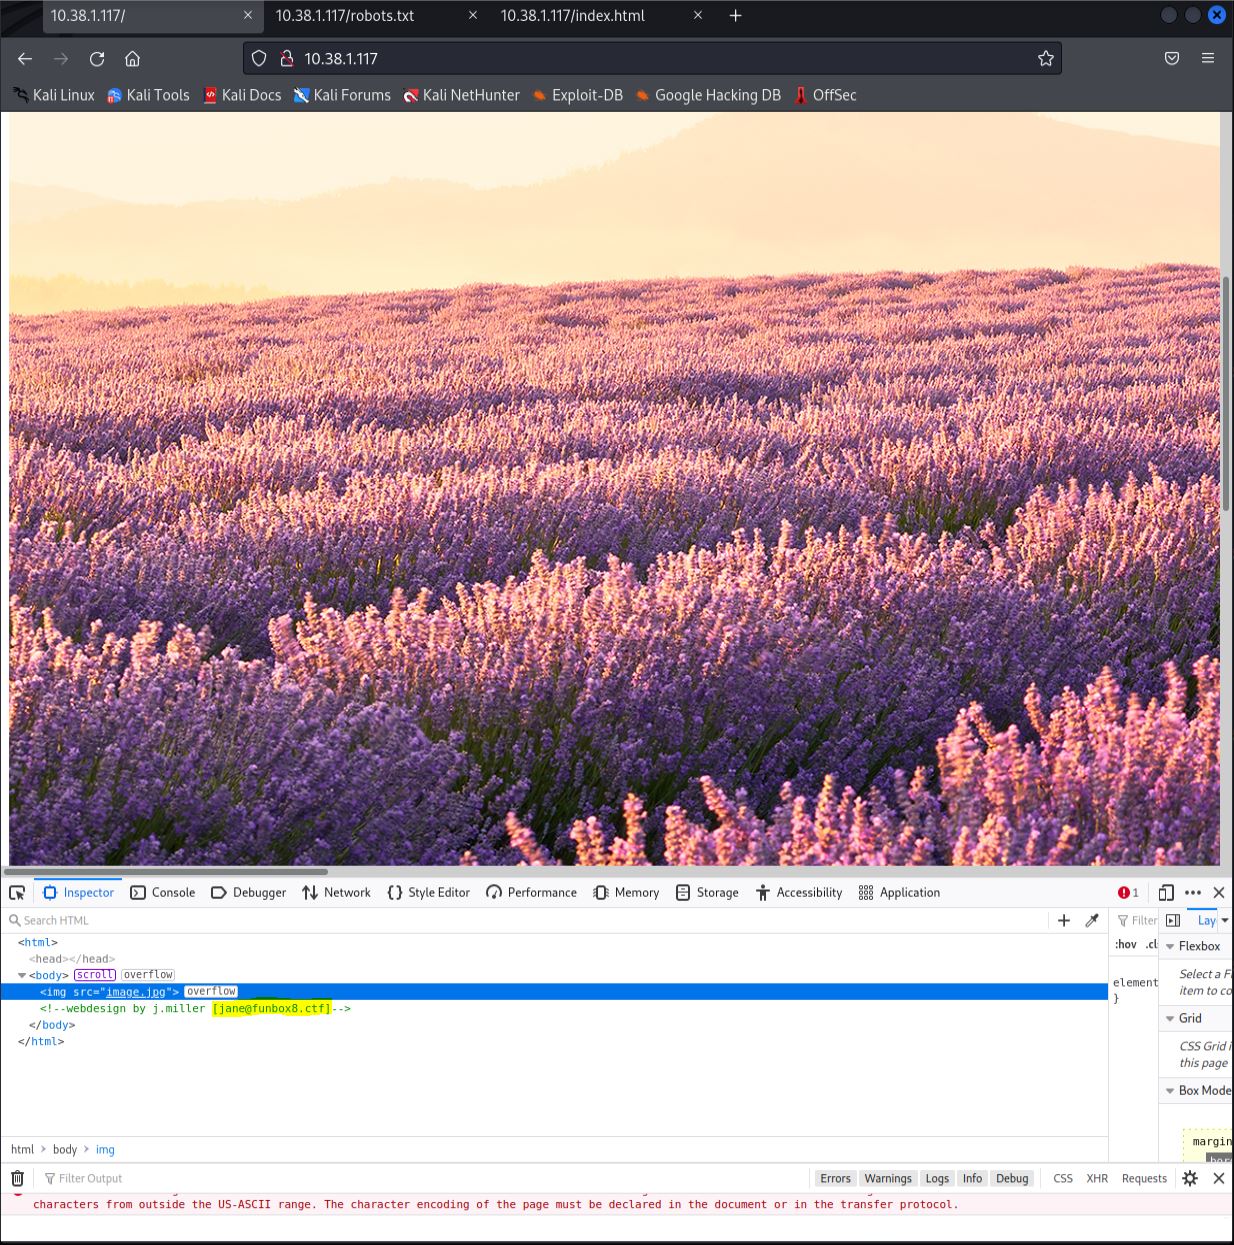 10.38.1.117/
10.38.1.117/robots.txt
10.38.1.117/index.html
10.38.1.117
Kali Linux Kali Tools Kali Docs Kali Forums Kali NetHunter Exploit-DB Google Hacking DB OffSec
Inspector Console Debugger Network Style Editor Performance Memory Storage Accessibility Application 1
Search HTML
Filter
Lay
<html>
:hov .cl
Flexbox
<head></head>
<body> scroll overflow
Select a F
<img src="image.jpg"> overflow
element
item to co
<!--webdesign by j.miller [jane@funbox8.ctf]-->
}
</body>
Grid
</html>
CSS Grid i
this page
Box Mode
margin
html > body > img
Filter Output
Errors Warnings Logs Info Debug CSS XHR Requests
characters from outside the US-ASCII range. The character encoding of the page must be declared in the document or in the transfer protocol.